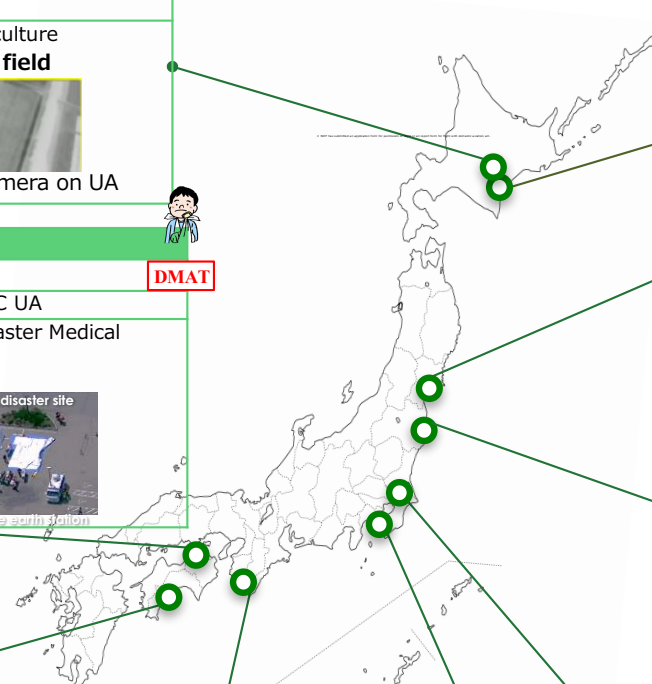 culture
field
mera on UA
DMAT
C UA
aster Medical
disaster site
e earth station